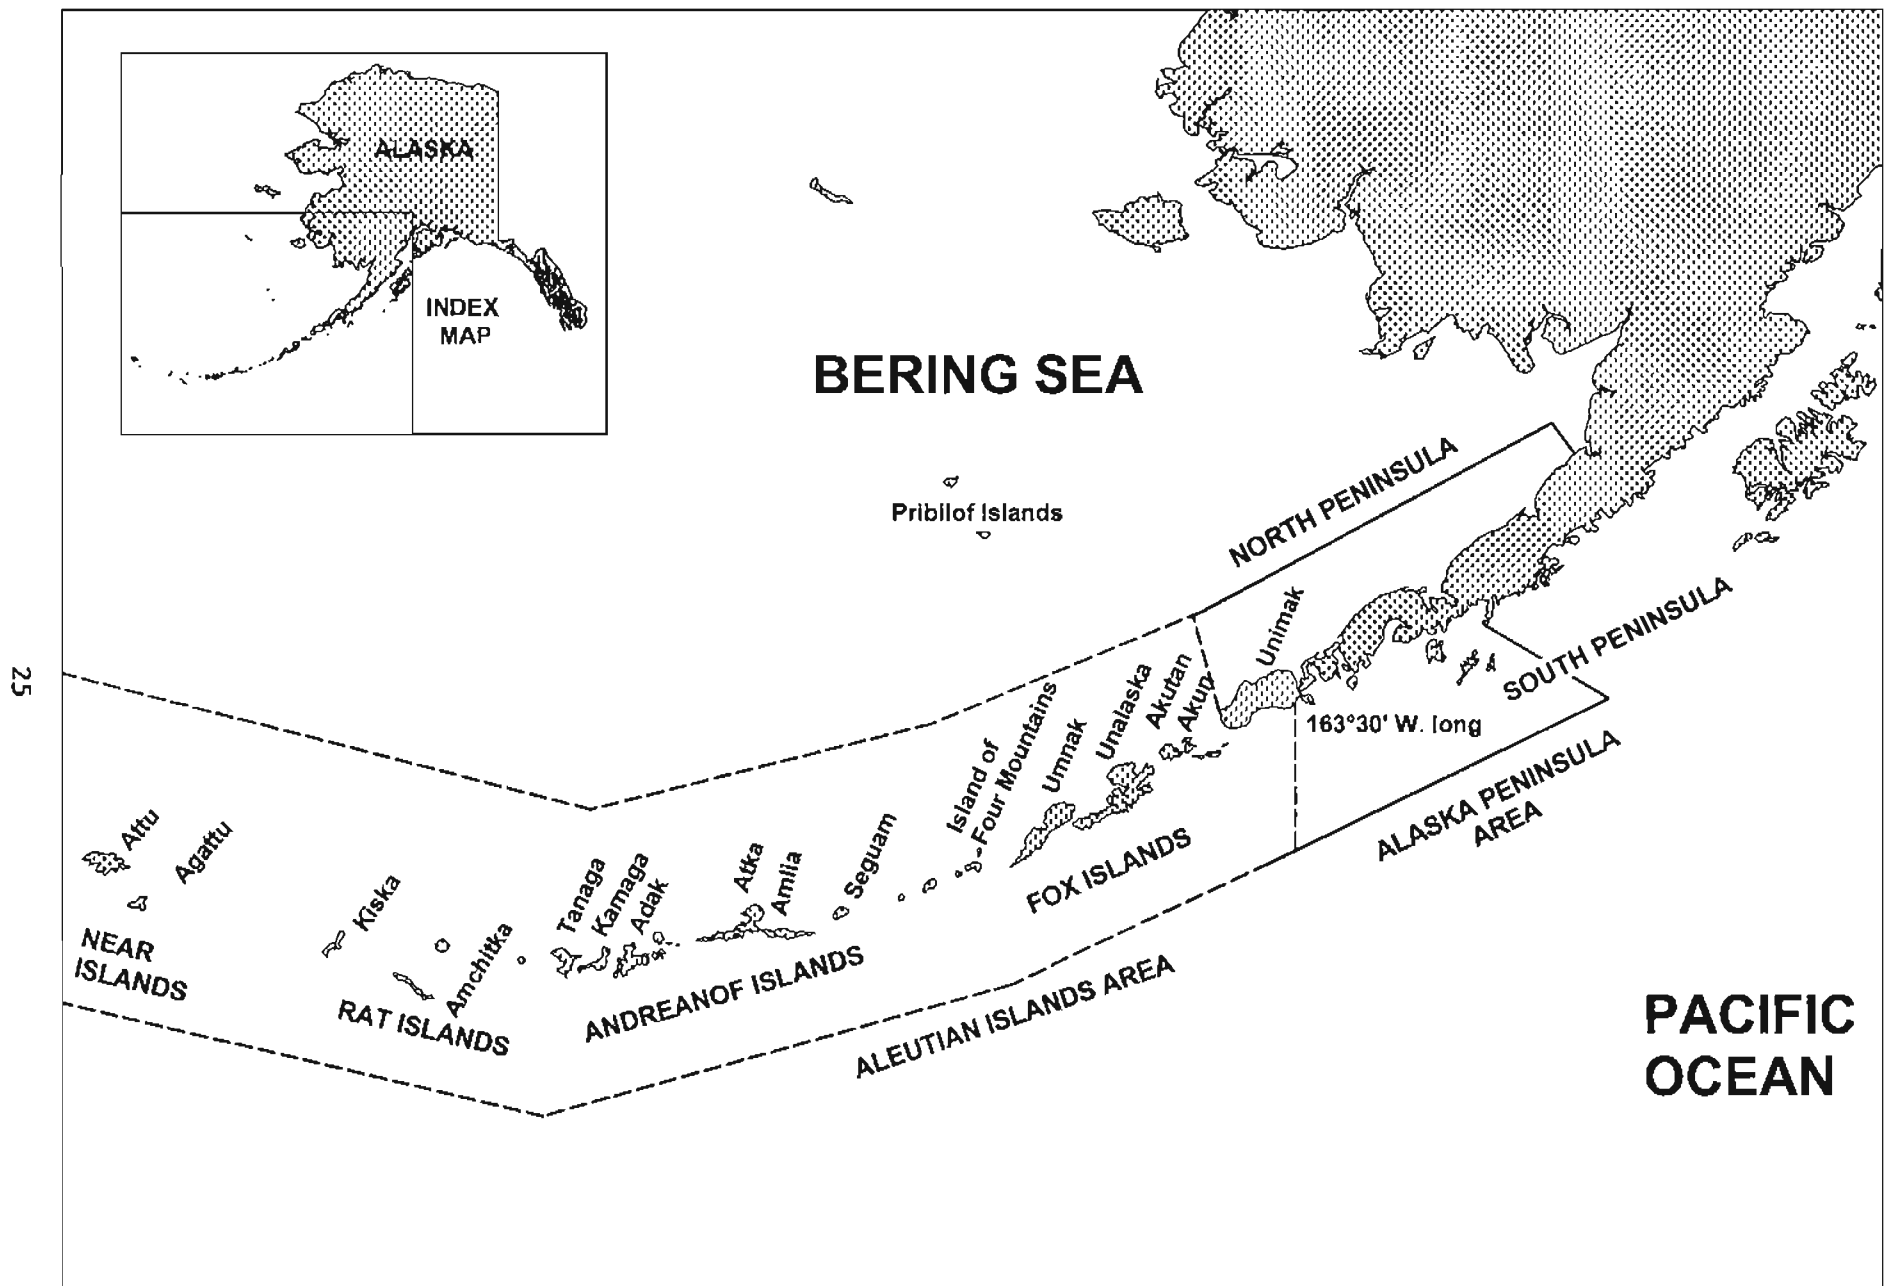 ALASKA
INDEX
MAP
BERING SEA
Pribilof Islands
NORTH PENINSULA
SOUTH PENINSULA
Unimak
163°30' W. long
ALASKA PENINSULA
AREA
Akun
Akutan
Unalaska
Umnak
Island of
Four Mountains
FOX ISLANDS
Seguam
Amlia
Atka
Adak
Kamaga
Tanaga
ANDREANOF ISLANDS
ALEUTIAN ISLANDS AREA
Amchitka
Kiska
RAT ISLANDS
Agattu
Attu
NEAR
ISLANDS
PACIFIC
OCEAN
25